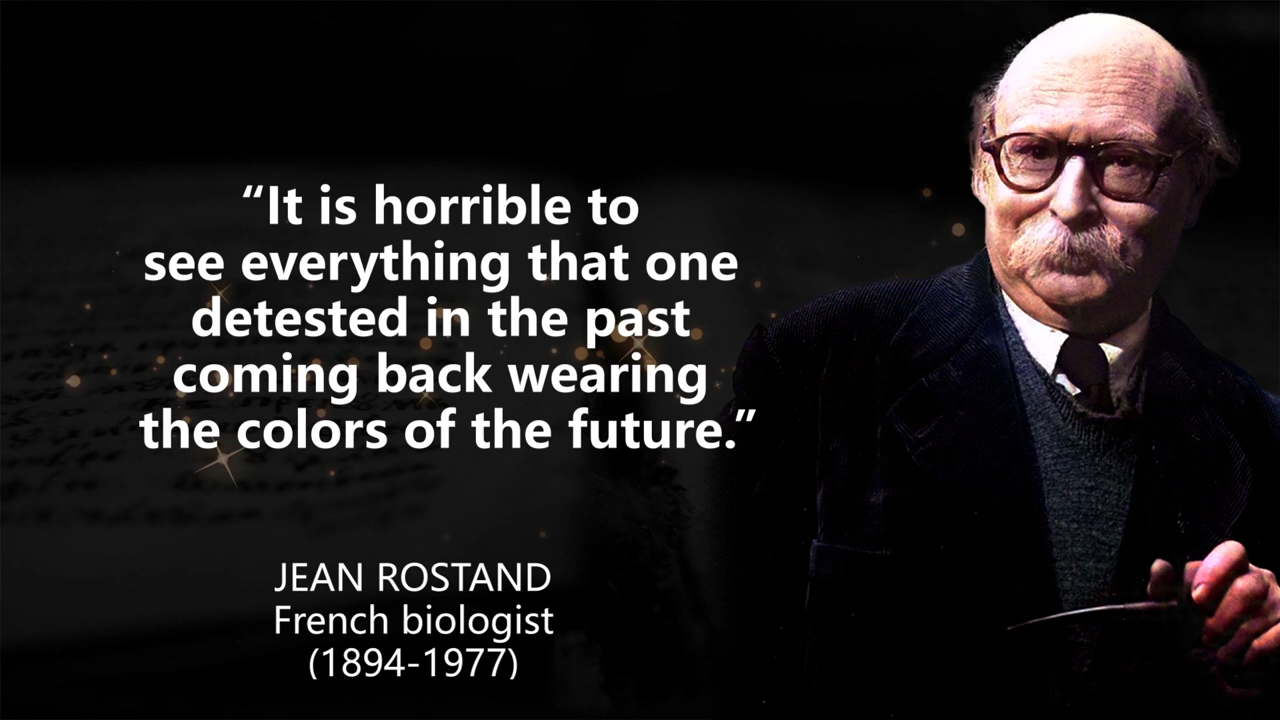 “It is horrible to
see everything that one
detested in the past
coming back wearing
the colors of the future.”
JEAN ROSTAND
French biologist
(1894-1977)